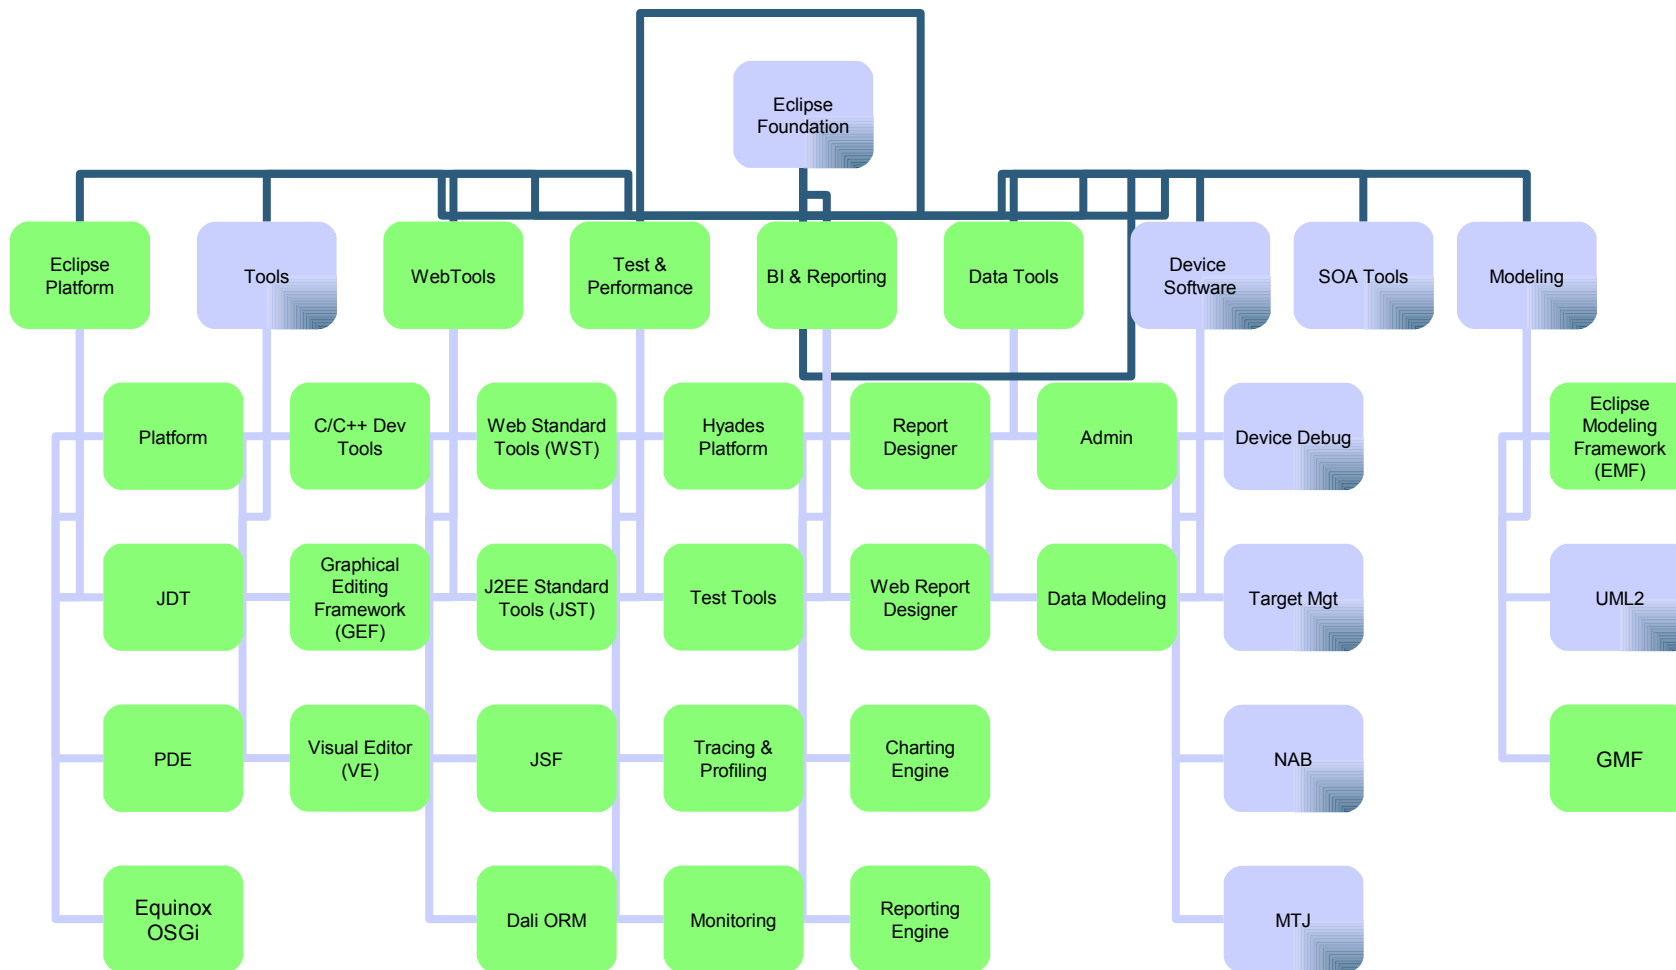 Eclipse
Foundation
Eclipse
Platform
Tools
WebTools
Test &
Performance
BI & Reporting
Data Tools
Device
Software
SOA Tools
Modeling
Platform
C/C++ Dev
Tools
Web Standard
Tools (WST)
Hyades
Platform
Report
Designer
Admin
Device Debug
Eclipse
Modeling
Framework
(EMF)
JDT
Graphical
Editing
Framework
(GEF)
J2EE Standard
Tools (JST)
Test Tools
Web Report
Designer
Data Modeling
Target Mgt
UML2
PDE
Visual Editor
(VE)
JSF
Tracing &
Profiling
Charting
Engine
NAB
GMF
Equinox
OSGi
Dali ORM
Monitoring
Reporting
Engine
MTJ